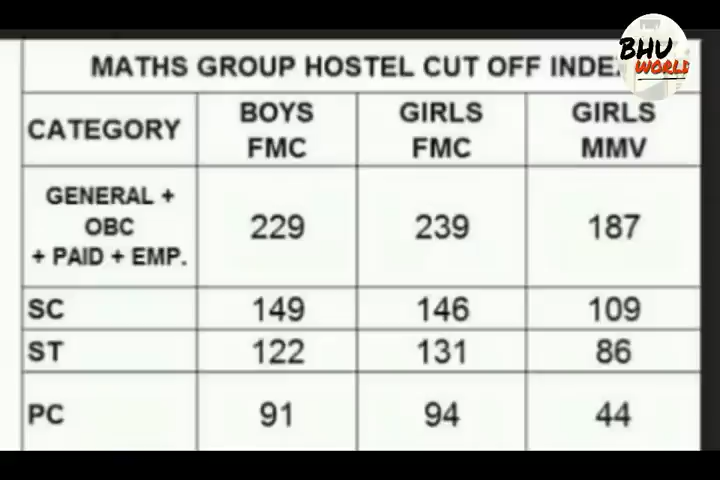 BHU
WORLD
MATHS GROUP HOSTEL CUT OFF INDEX
CATEGORY BOYS FMC GIRLS FMC GIRLS MMV
GENERAL + OBC + PAID + EMP. 229 239 187
SC 149 146 109
ST 122 131 86
PC 91 94 44